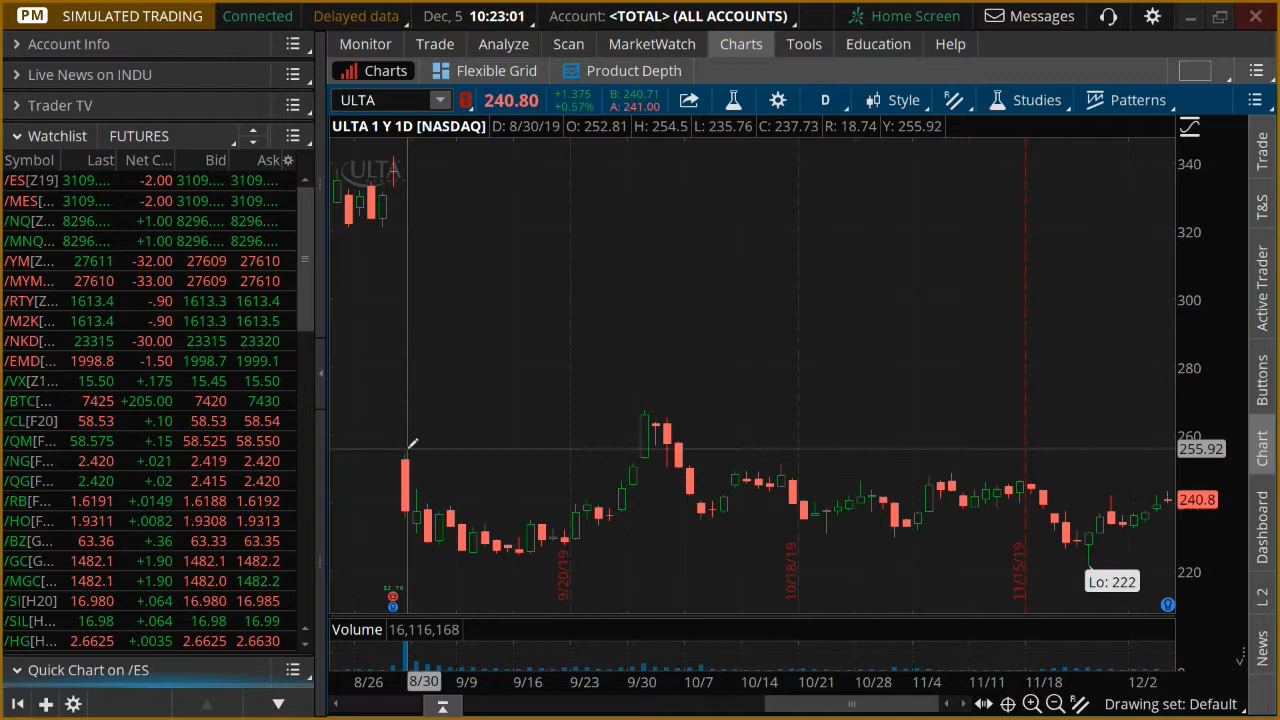 PM SIMULATED TRADING Connected Delayed data Dec, 5 10:23:01 Account: <TOTAL> (ALL ACCOUNTS) Home Screen Messages
Account Info
Live News on INDU
Trader TV
Watchlist FUTURES
Symbol Last Net C... Bid Ask
/ES[Z19] 3109.... -2.00 3109.... 3109....
/MES[... 3109.... -2.00 3109.... 3109....
/NQ[Z... 8296.... +1.00 8296.... 8296....
/MNQ... 8296.... +1.00 8296.... 8296....
/YM[Z... 27611 -32.00 27609 27610
/MYM... 27610 -33.00 27609 27610
/RTY[Z... 1613.4 -.90 1613.3 1613.4
/M2K[... 1613.4 -.90 1613.3 1613.5
/NKD[... 23315 -30.00 23315 23320
/EMD[... 1998.8 -1.50 1998.7 1999.1
/VX[Z1... 15.50 +.175 15.45 15.50
/BTC[... 7425 +205.00 7420 7430
/CL[F20] 58.53 +.10 58.53 58.54
/QM[F... 58.575 +.15 58.525 58.550
/NG[F... 2.420 +.021 2.419 2.420
/QG[F... 2.420 +.02 2.415 2.420
/RB[F... 1.6191 +.0149 1.6188 1.6192
/HO[F... 1.9311 +.0082 1.9308 1.9313
/BZ[G... 63.36 +.36 63.33 63.35
/GC[G... 1482.1 +1.90 1482.1 1482.2
/MGC[... 1482.1 +1.90 1482.0 1482.2
/SI[H20] 16.980 +.064 16.980 16.985
/SIL[H... 16.98 +.064 16.98 16.99
/HG[H... 2.6625 +.0035 2.6625 2.6630
Quick Chart on /ES
Monitor Trade Analyze Scan MarketWatch Charts Tools Education Help
Charts Flexible Grid Product Depth
ULTA 240.80 +1.375 +0.57% B: 240.71 A: 241.00 D Style Studies Patterns
ULTA 1 Y 1D [NASDAQ] D: 8/30/19 O: 252.81 H: 254.5 L: 235.76 C: 237.73 R: 18.74 Y: 255.92
ULTA
340
320
300
280
260
255.92
240.8
220
Lo: 222
9/20/19 10/18/19 11/15/19
Volume 16,116,168
8/26 8/30 9/9 9/16 9/23 9/30 10/7 10/14 10/21 10/28 11/4 11/11 11/18 12/2
Drawing set: Default
Trade
T&S
Active Trader
Buttons
Chart
Dashboard
L 2
News